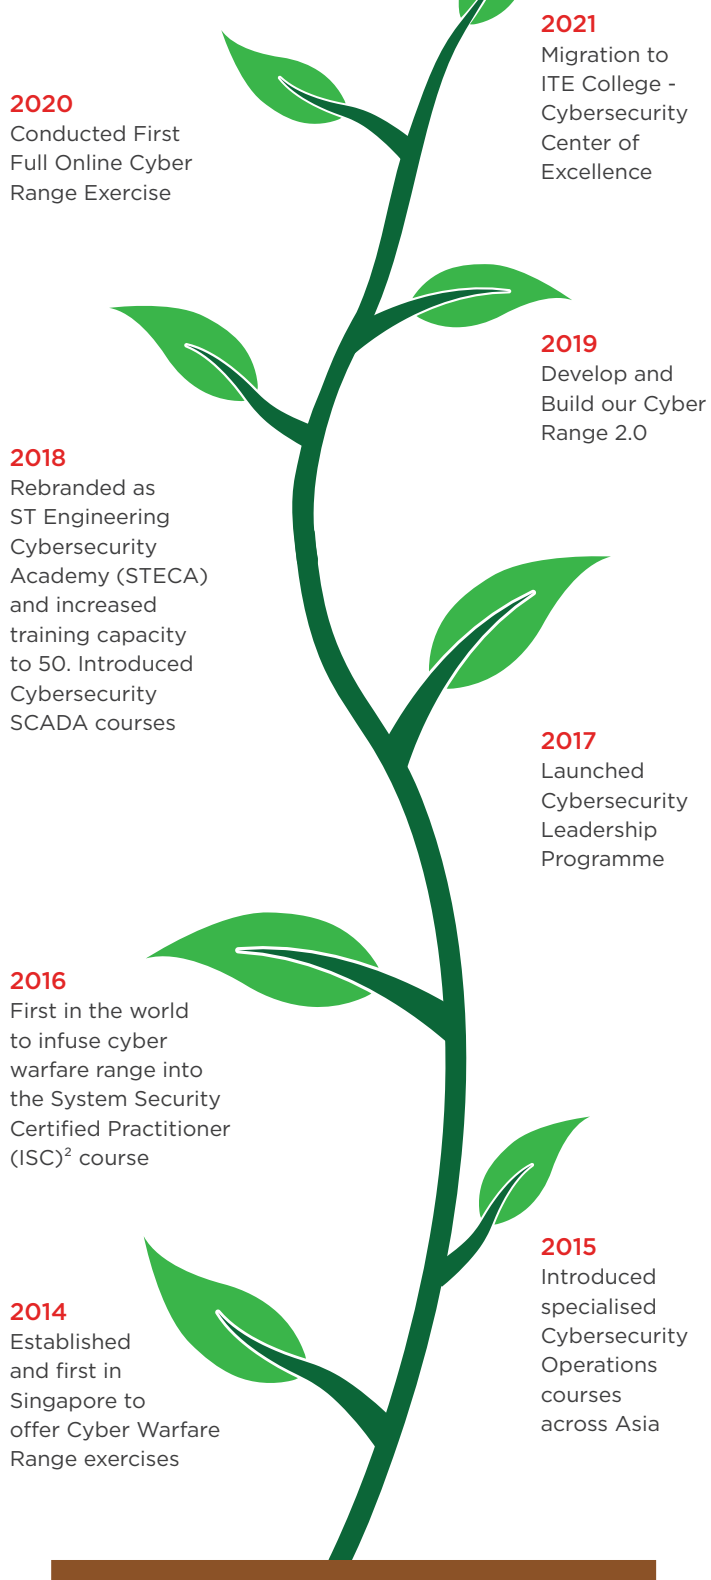 2021
Migration to
ITE College -
Cybersecurity
Center of
Excellence
2020
Conducted First
Full Online Cyber
Range Exercise
2019
Develop and
Build our Cyber
Range 2.0
2018
Rebranded as
ST Engineering
Cybersecurity
Academy (STECA)
and increased
training capacity
to 50. Introduced
Cybersecurity
SCADA courses
2017
Launched
Cybersecurity
Leadership
Programme
2016
First in the world
to infuse cyber
warfare range into
the System Security
Certified Practitioner
(ISC)² course
2015
Introduced
specialised
Cybersecurity
Operations
courses
across Asia
2014
Established
and first in
Singapore to
offer Cyber Warfare
Range exercises